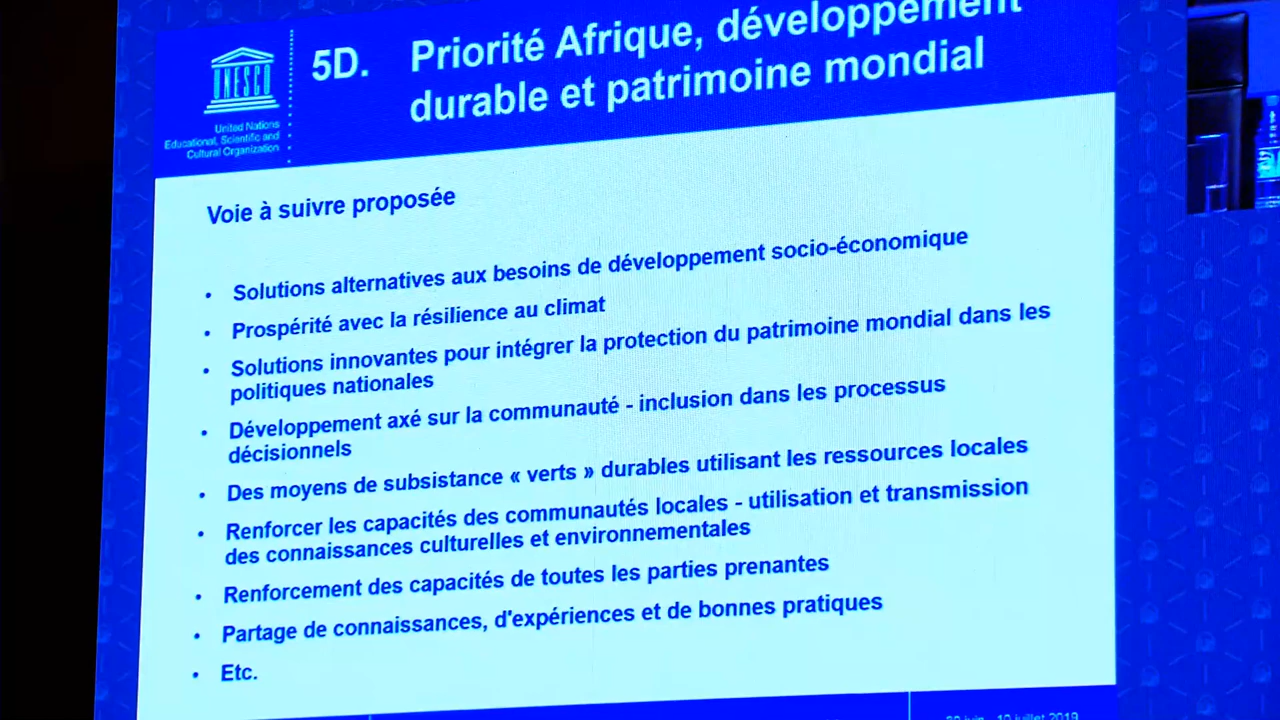 UNESCO
United Nations
Educational, Scientific and
Cultural Organization
5D. Priorité Afrique, développement
durable et patrimoine mondial
Voie à suivre proposée
• Solutions alternatives aux besoins de développement socio-économique
• Prospérité avec la résilience au climat
• Solutions innovantes pour intégrer la protection du patrimoine mondial dans les
politiques nationales
• Développement axé sur la communauté - inclusion dans les processus
décisionnels
• Des moyens de subsistance « verts » durables utilisant les ressources locales
• Renforcer les capacités des communautés locales - utilisation et transmission
des connaissances culturelles et environnementales
• Renforcement des capacités de toutes les parties prenantes
• Partage de connaissances, d'expériences et de bonnes pratiques
• Etc.
juin - 10 juillet 2019